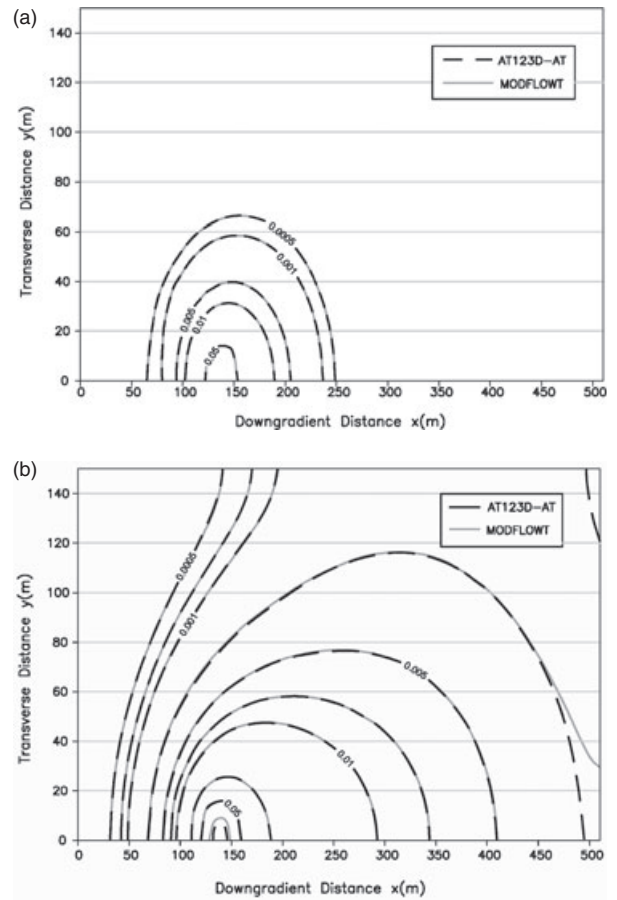 (a)
140
120
100
80
60
40
20
0
Transverse Distance y(m)
AT123D-AT
MODFLOWT
0.0005
0.001
0.005
0.01
0.05
0 50 100 150 200 250 300 350 400 450 500
Downgradient Distance x(m)
(b)
140
120
100
80
60
40
20
0
Transverse Distance y(m)
AT123D-AT
MODFLOWT
0.0005
0.001
0.005
0.01
0.05
0 50 100 150 200 250 300 350 400 450 500
Downgradient Distance x(m)